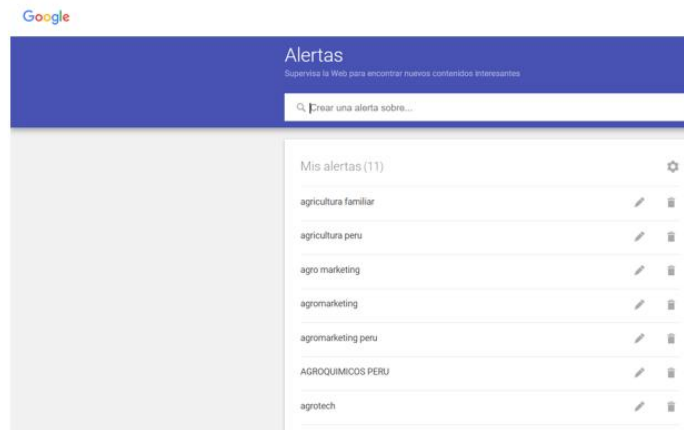 Google
Alertas
Supervisa la Web para encontrar nuevos contenidos interesantes
Crear una alerta sobre...
Mis alertas (11)
agricultura familiar
agricultura peru
agro marketing
agromarketing
agromarketing peru
AGROQUIMICOS PERU
agrotech